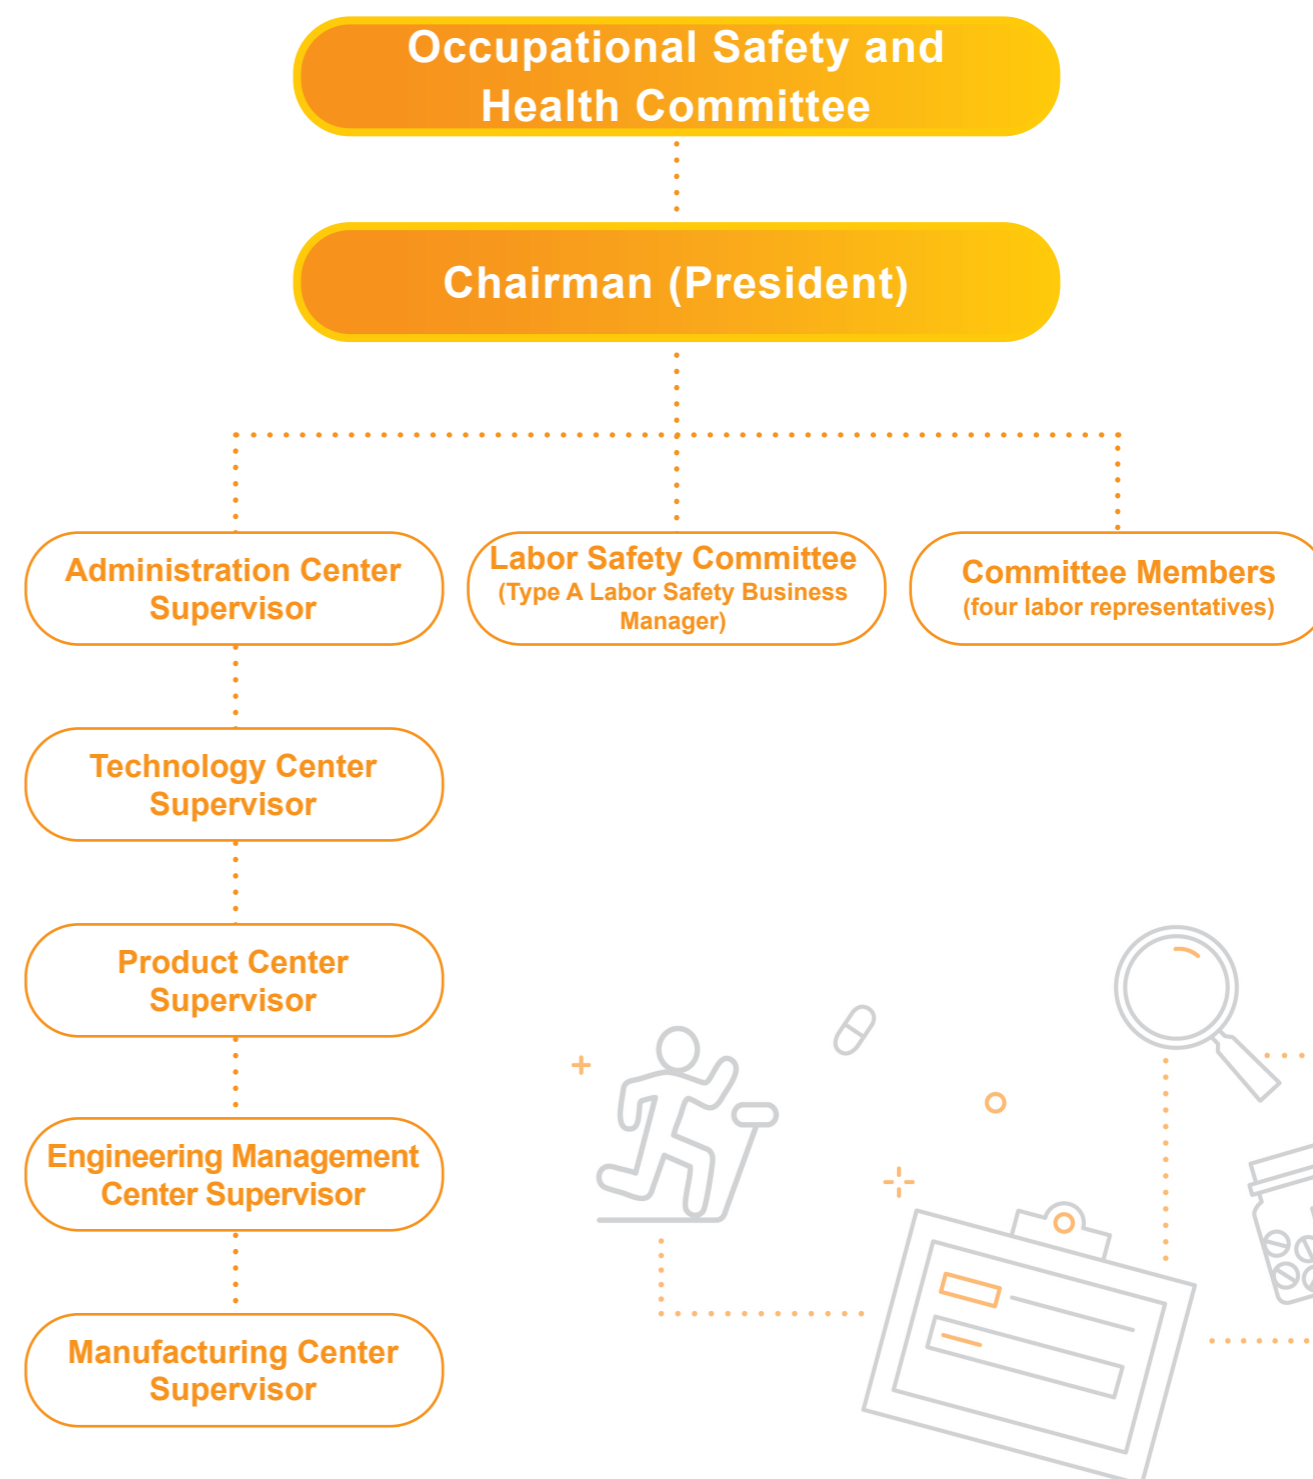 Occupational Safety and
Health Committee
Chairman (President)
Administration Center
Supervisor
Labor Safety Committee
(Type A Labor Safety Business
Manager)
Committee Members
(four labor representatives)
Technology Center
Supervisor
Product Center
Supervisor
Engineering Management
Center Supervisor
Manufacturing Center
Supervisor